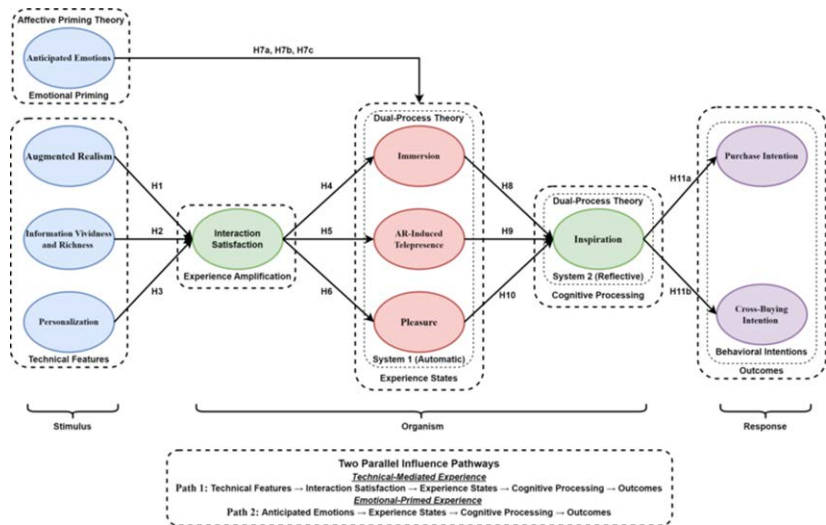 Affective Priming Theory
Anticipated Emotions
Emotional Priming
H7a, H7b, H7c
Augmented Realism
Information Vividness
and Richness
Personalization
Technical Features
H1
H2
H3
Interaction
Satisfaction
Experience Amplification
H4
H5
H6
Dual-Process Theory
Immersion
AR-Induced
Telepresence
Pleasure
System 1 (Automatic)
Experience States
H8
H9
H10
Dual-Process Theory
Inspiration
System 2 (Reflective)
Cognitive Processing
H11a
H11b
Purchase Intention
Cross-Buying
Intention
Behavioral Intentions
Outcomes
Stimulus
Organism
Response
Two Parallel Influence Pathways
Technical-Mediated Experience
Path 1: Technical Features → Interaction Satisfaction → Experience States → Cognitive Processing → Outcomes
Emotional-Primed Experience
Path 2: Anticipated Emotions → Experience States → Cognitive Processing → Outcomes